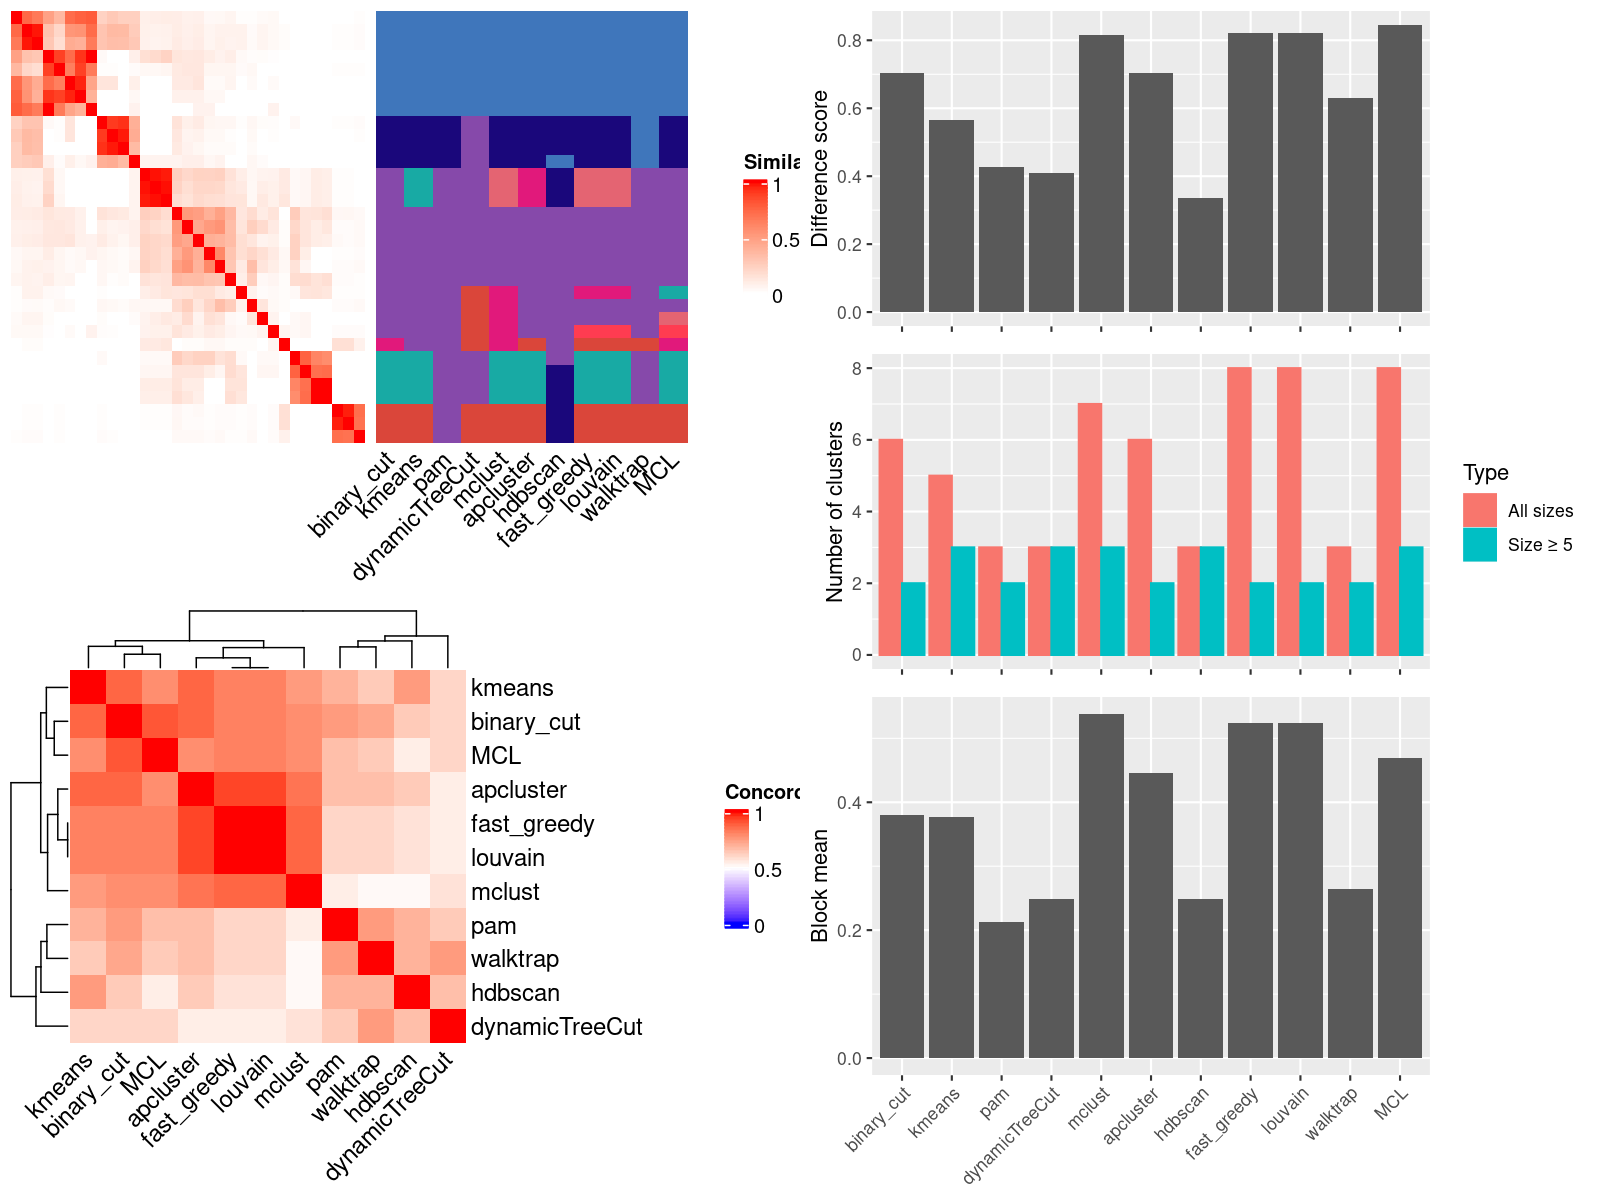 Simila
1
0.5
0
binary_cut
kmeans
pam
dynamicTreeCut
mclust
apcluster
hdbscan
fast_greedy
louvain
walktrap
MCL
kmeans
binary_cut
MCL
apcluster
fast_greedy
louvain
mclust
pam
walktrap
hdbscan
dynamicTreeCut
kmeans
binary_cut
MCL
apcluster
fast_greedy
louvain
mclust
pam
walktrap
hdbscan
dynamicTreeCut
Concord
1
0.5
0
Difference score
0.8
0.6
0.4
0.2
0.0
Number of clusters
8
6
4
2
0
Type
All sizes
Size ≥ 5
Block mean
0.4
0.2
0.0
binary_cut
kmeans
pam
dynamicTreeCut
mclust
apcluster
hdbscan
fast_greedy
louvain
walktrap
MCL